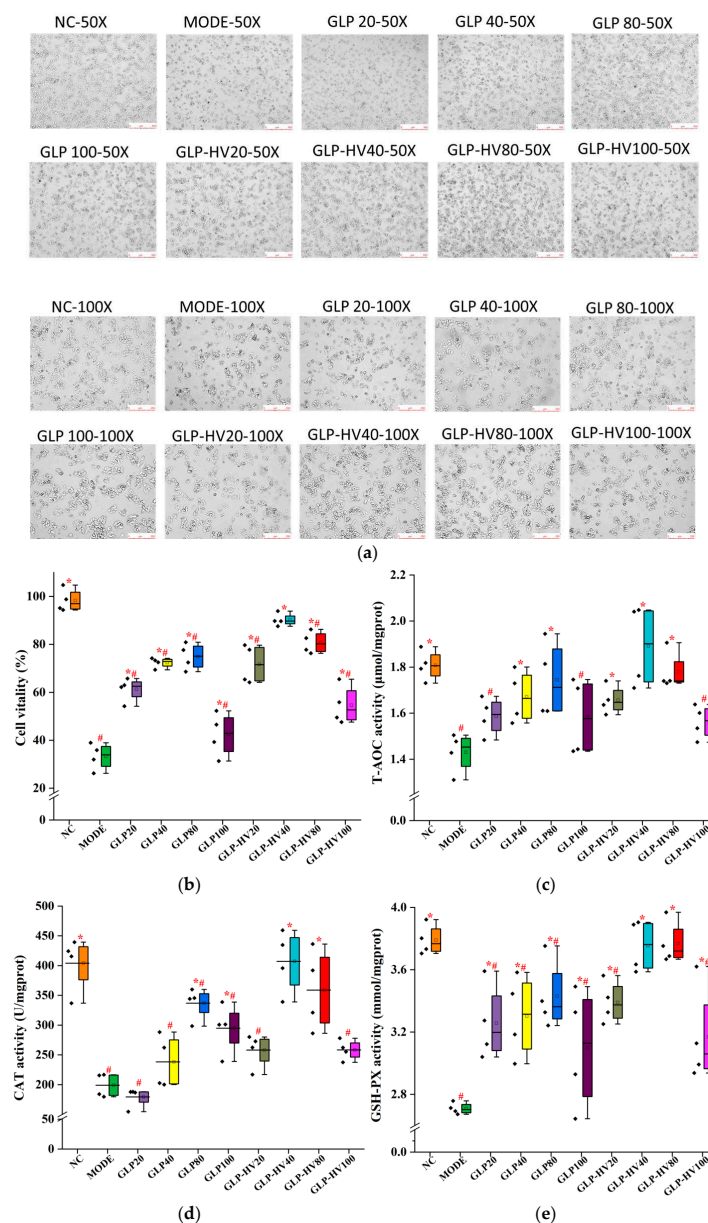 NC-50X MODE-50X GLP 20-50X GLP 40-50X GLP 80-50X
GLP 100-50X GLP-HV20-50X GLP-HV40-50X GLP-HV80-50X GLP-HV100-50X
NC-100X MODE-100X GLP 20-100X GLP 40-100X GLP 80-100X
GLP 100-100X GLP-HV20-100X GLP-HV40-100X GLP-HV80-100X GLP-HV100-100X
(a)
Cell vitality (%)
100
80
60
40
20
0
* # *# *# *# *# *# * *# *#
NC MODE GLP20 GLP40 GLP80 GLP100 GLP-HV20 GLP-HV40 GLP-HV80 GLP-HV100
(b)
T-AOC activity (μmol/mgprot)
2.2
2.0
1.8
1.6
1.4
0.0
* # # * * # * * * #
NC MODE GLP20 GLP40 GLP80 GLP100 GLP-HV20 GLP-HV40 GLP-HV80 GLP-HV100
(c)
CAT activity (U/mgprot)
500
450
400
350
300
250
200
50
0
* # # # *# *# # * * #
NC MODE GLP20 GLP40 GLP80 GLP100 GLP-HV20 GLP-HV40 GLP-HV80 GLP-HV100
(d)
GSH-PX activity (mmol/mgprot)
4.0
3.6
3.2
2.8
0.0
* # *# *# *# *# *# * * *#
NC MODE GLP20 GLP40 GLP80 GLP100 GLP-HV20 GLP-HV40 GLP-HV80 GLP-HV100
(e)